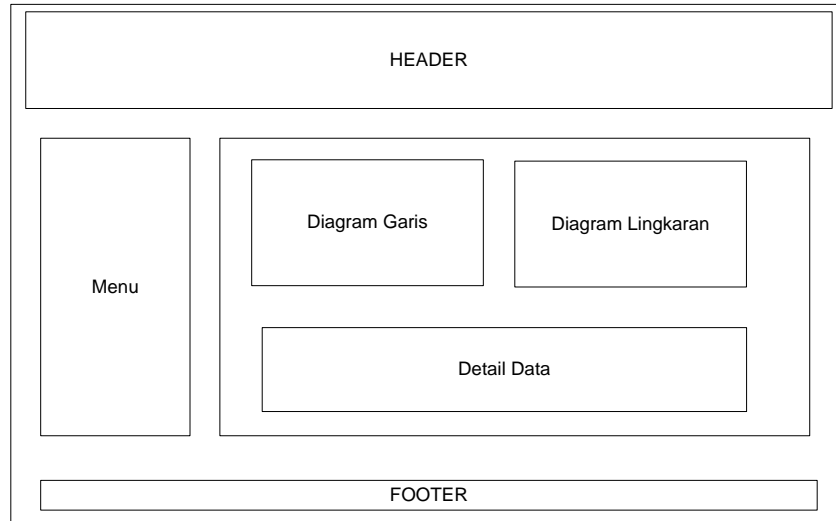 HEADER
Diagram Garis
Diagram Lingkaran
Menu
Detail Data
FOOTER